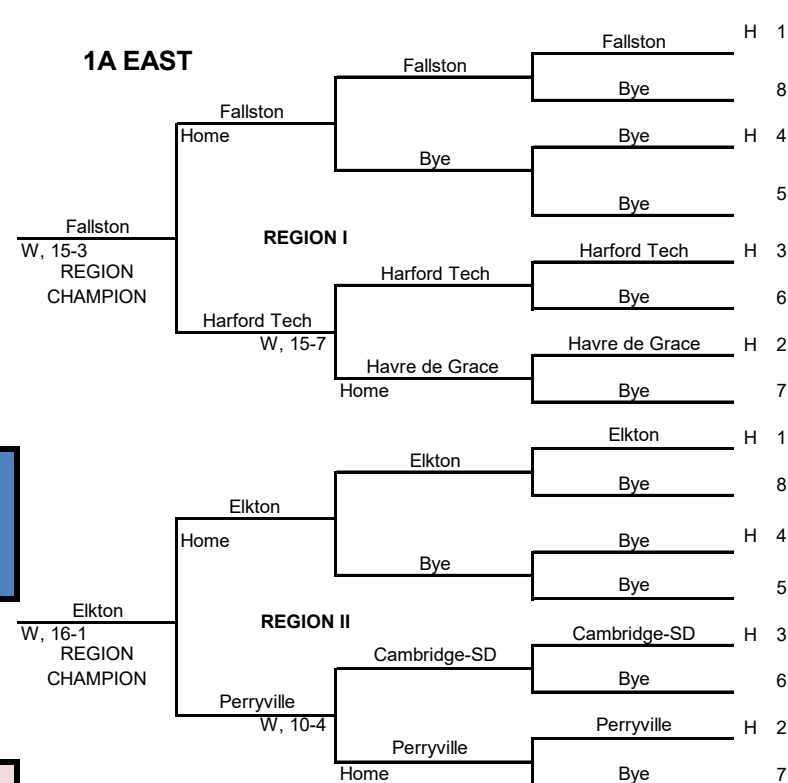 H 1
Fallston
1A EAST
Fallston
Bye 8
Fallston
Home
Bye H 4
Bye
Bye 5
Fallston
W, 15-3
REGION
CHAMPION
REGION I
Harford Tech H 3
Harford Tech
Bye 6
Harford Tech
W, 15-7
Havre de Grace H 2
Havre de Grace
Home
Bye 7
Elkton H 1
Elkton
Bye 8
Elkton
Home
Bye H 4
Bye
Bye 5
Elkton
W, 16-1
REGION
CHAMPION
REGION II
Cambridge-SD H 3
Cambridge-SD
Bye 6
Perryville
W, 10-4
Perryville H 2
Perryville
Home
Bye 7